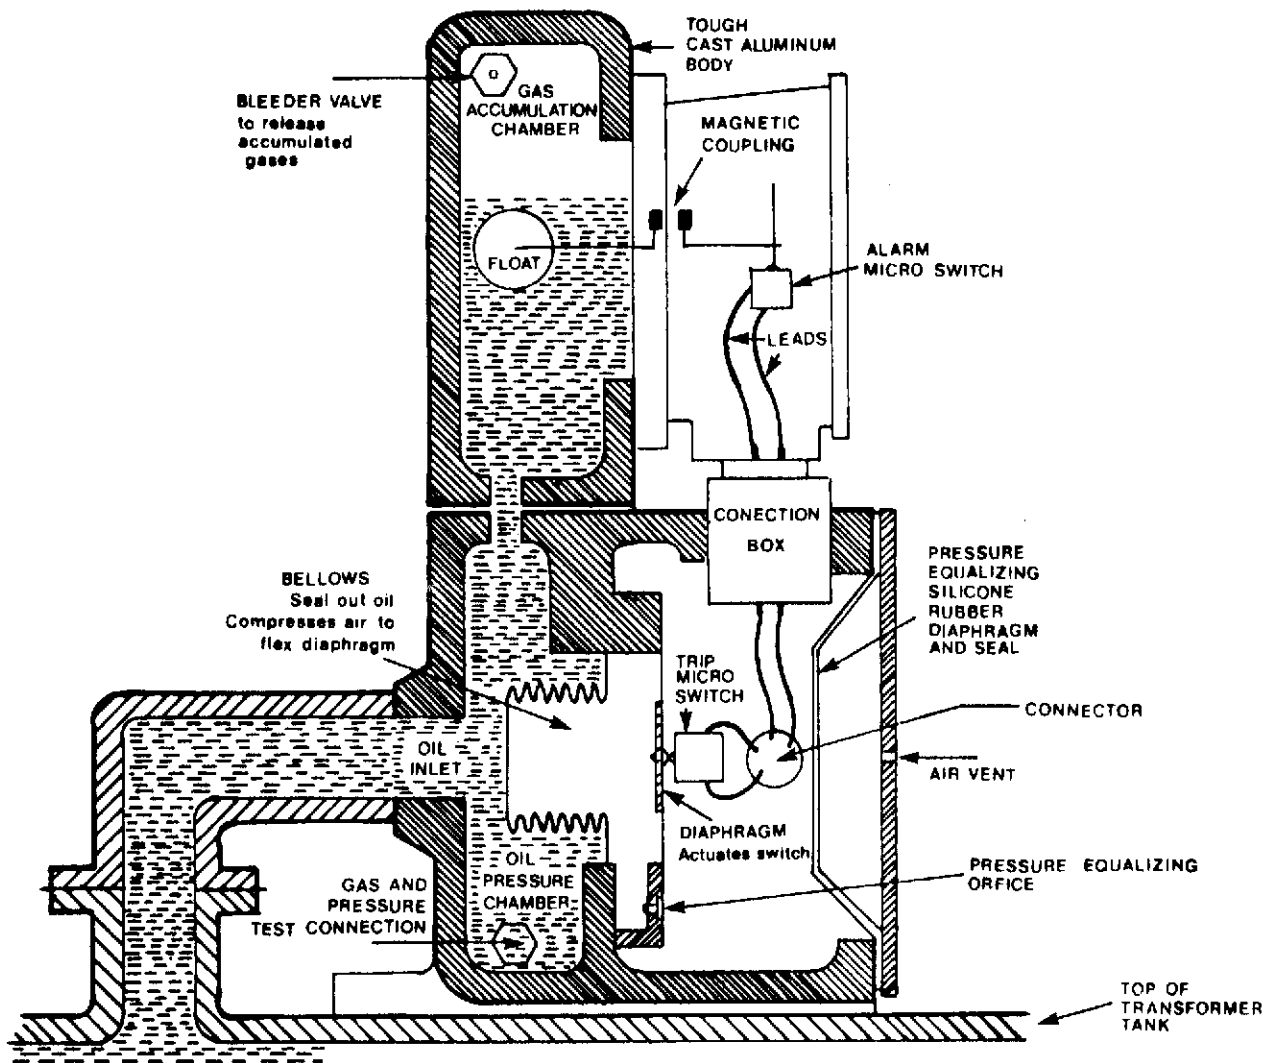 TOUGH
CAST ALUMINUM
BODY
BLEEDER VALVE
to release
accumulated
gases
GAS
ACCUMULATION
CHAMBER
MAGNETIC
COUPLING
FLOAT
ALARM
MICRO SWITCH
LEADS
CONECTION
BOX
PRESSURE
EQUALIZING
SILICONE
RUBBER
DIAPHRAGM
AND SEAL
BELLOWS
Seal out oil
Compresses air to
flex diaphragm
TRIP
MICRO
SWITCH
CONNECTOR
OIL
INLET
AIR VENT
DIAPHRAGM
Actuates switch
OIL
PRESSURE
CHAMBER
GAS AND
PRESSURE
TEST CONNECTION
PRESSURE EQUALIZING
ORFICE
TOP OF
TRANSFORMER
TANK